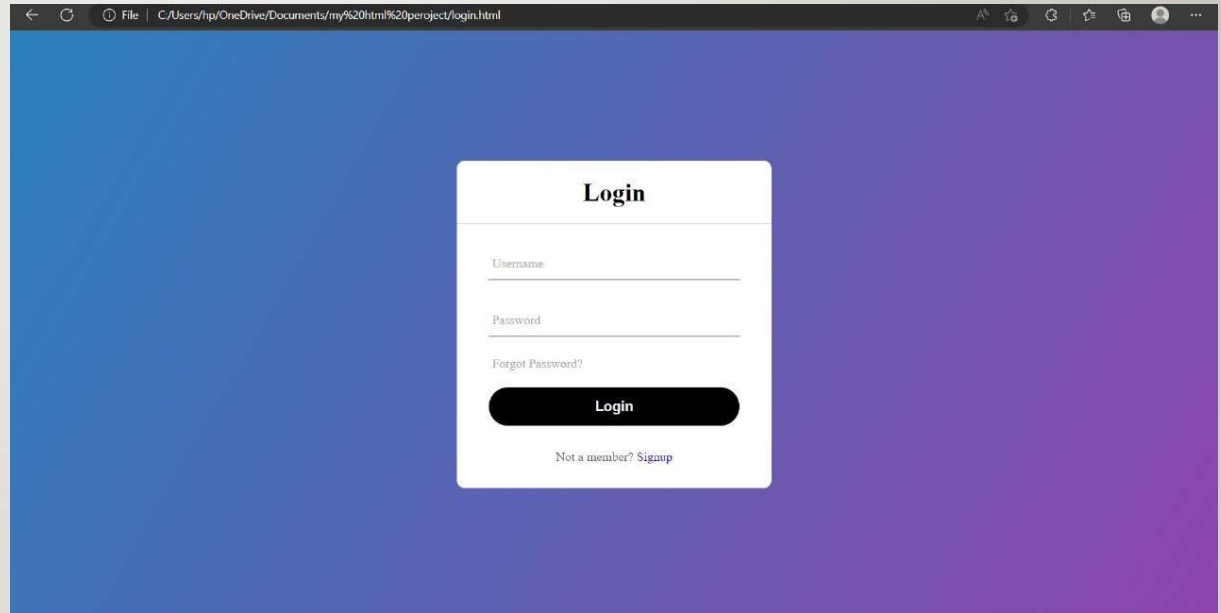 File | C:/Users/hp/OneDrive/Documents/my%20html%20peroject/login.html
Login
Username
Password
Forgot Password?
Login
Not a member? Signup